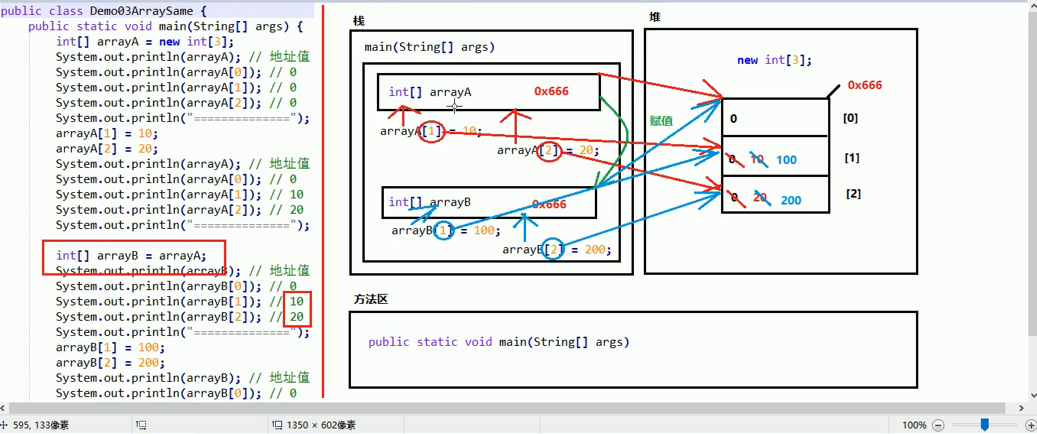 public class Demo03ArraySame {
public static void main(String[] args) {
int[] arrayA = new int[3];
System.out.println(arrayA); // 地址值
System.out.println(arrayA[0]); // 0
System.out.println(arrayA[1]); // 0
System.out.println(arrayA[2]); // 0
System.out.println("==============");
arrayA[1] = 10;
arrayA[2] = 20;
System.out.println(arrayA); // 地址值
System.out.println(arrayA[0]); // 0
System.out.println(arrayA[1]); // 10
System.out.println(arrayA[2]); // 20
System.out.println("==============");
int[] arrayB = arrayA;
System.out.println(arrayB); // 地址值
System.out.println(arrayB[0]); // 0
System.out.println(arrayB[1]); // 10
System.out.println(arrayB[2]); // 20
System.out.println("==============");
arrayB[1] = 100;
arrayB[2] = 200;
System.out.println(arrayB); // 地址值
System.out.println(arrayB[0]); // 0
栈
main(String[] args)
int[] arrayA 0x666
arrayA[1] = 10;
arrayA[2] = 20;
int[] arrayB 0x666
arrayB[1] = 100;
arrayB[2] = 200;
赋值
堆
new int[3];
0x666
0 [0]
0 10 100 [1]
0 20 200 [2]
方法区
public static void main(String[] args)
595, 133像素
1350 × 602像素
100%